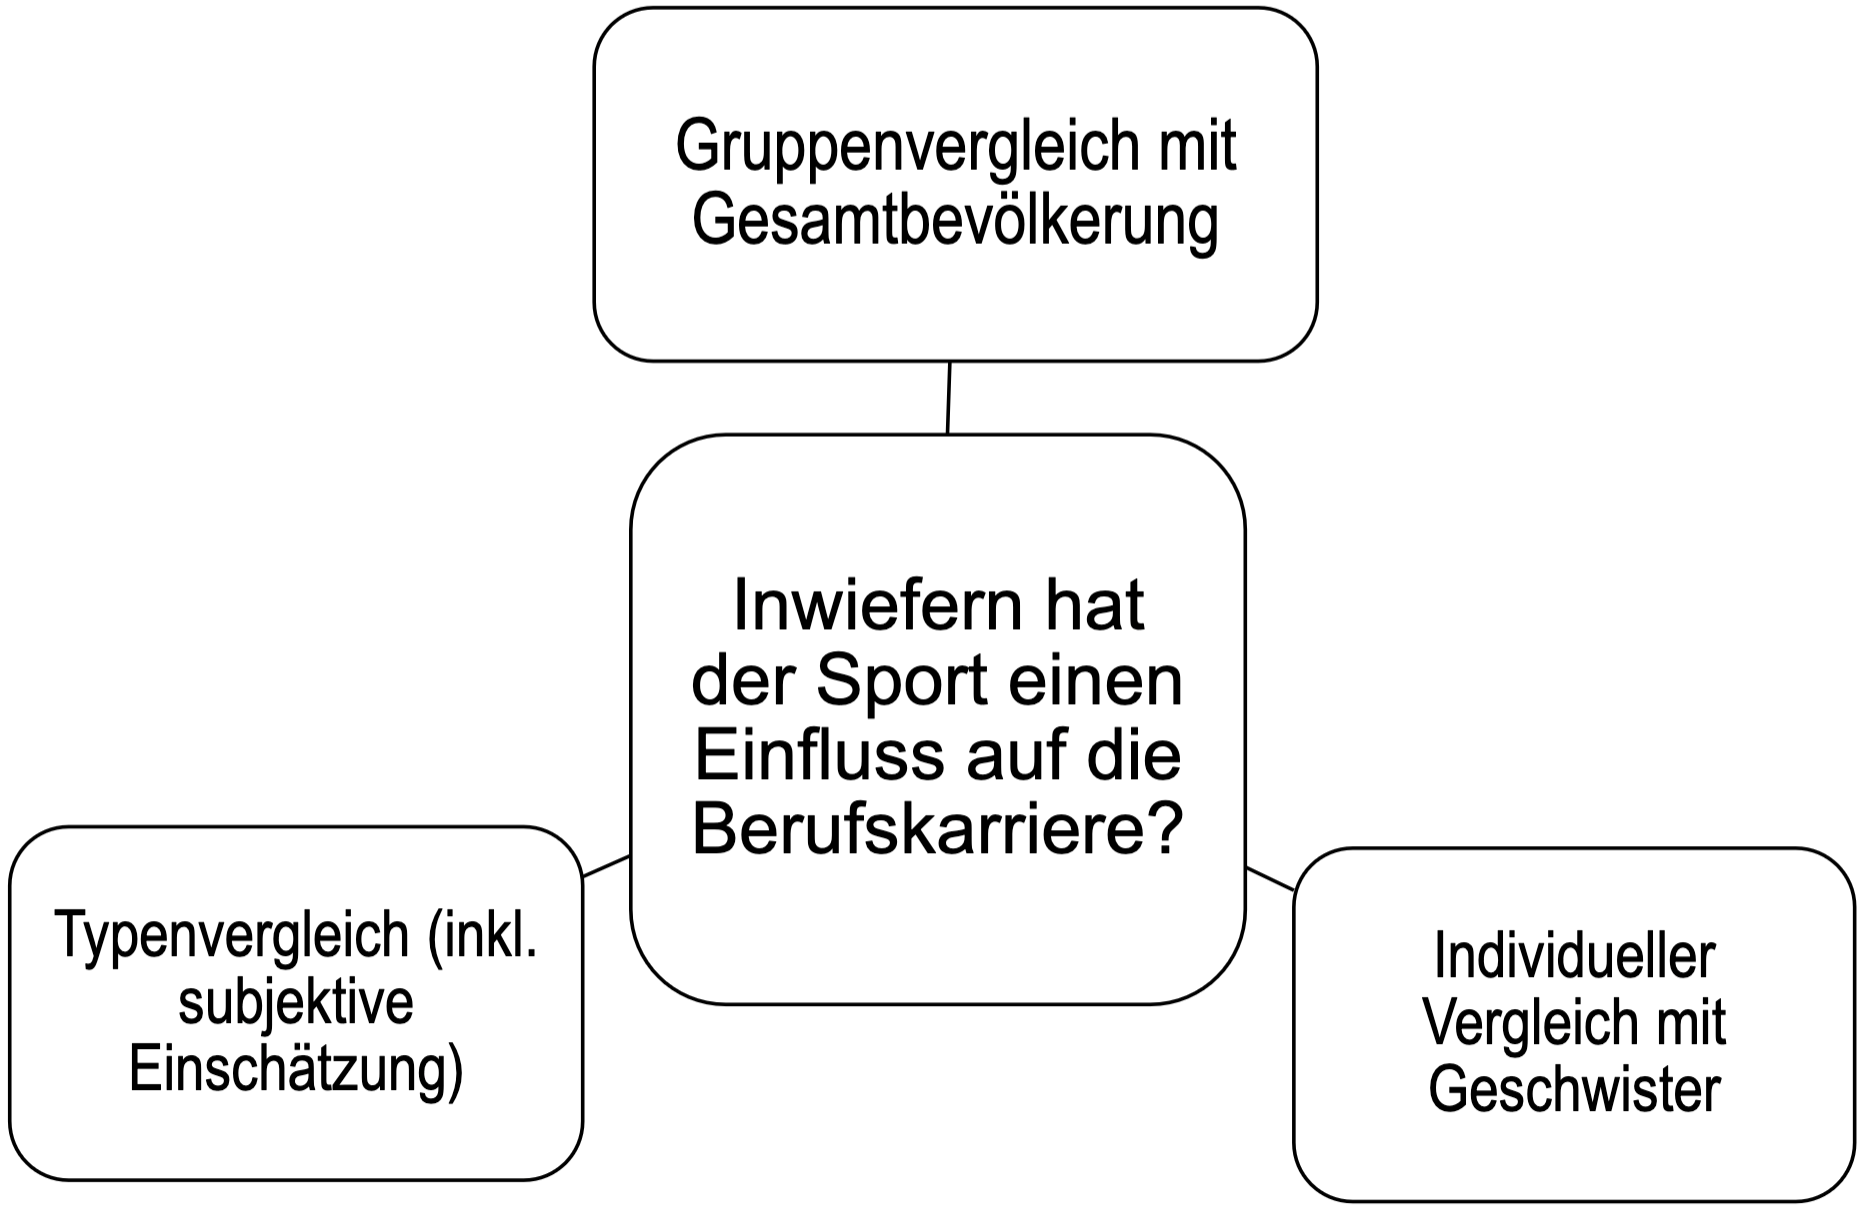 Gruppenvergleich mit
Gesamtbevölkerung
Inwiefern hat
der Sport einen
Einfluss auf die
Berufskarriere?
Typenvergleich (inkl.
subjektive
Einschätzung)
Individueller
Vergleich mit
Geschwister